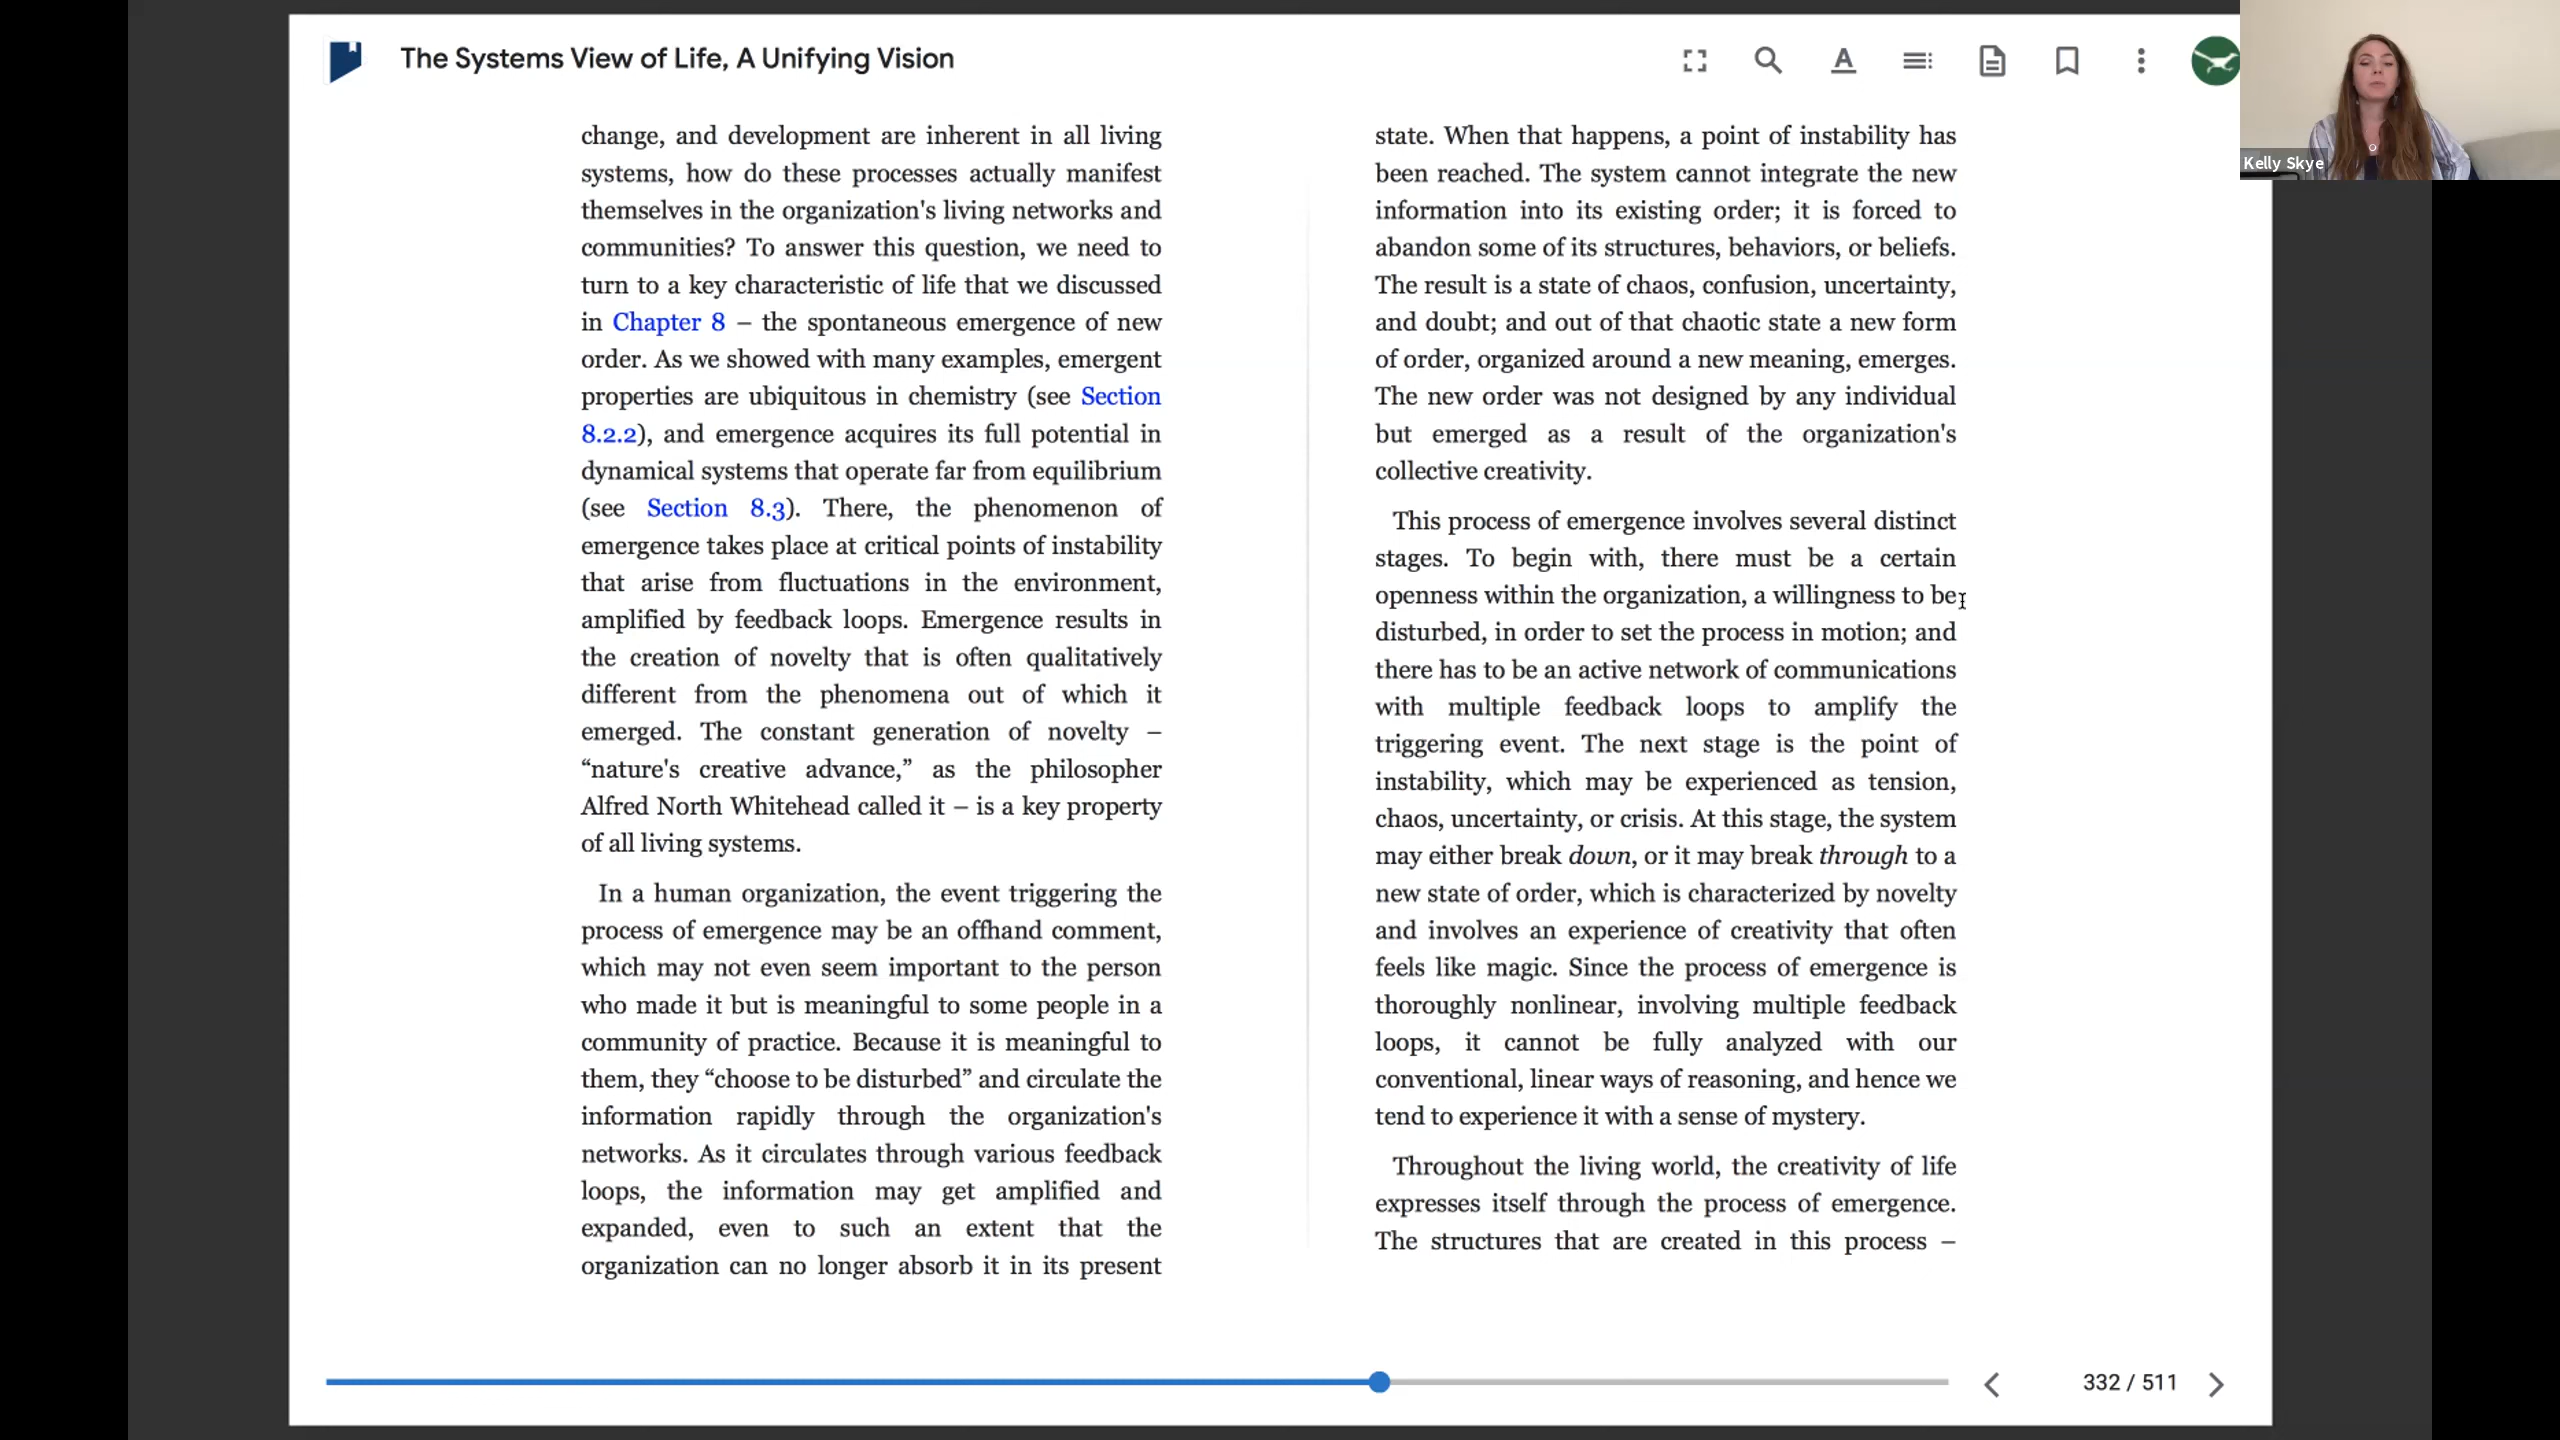 The Systems View of Life, A Unifying Vision
A
Kelly Skye
change, and development are inherent in all living
systems, how do these processes actually manifest
themselves in the organization's living networks and
communities? To answer this question, we need to
turn to a key characteristic of life that we discussed
in Chapter 8 – the spontaneous emergence of new
order. As we showed with many examples, emergent
properties are ubiquitous in chemistry (see Section
8.2.2), and emergence acquires its full potential in
dynamical systems that operate far from equilibrium
(see Section 8.3). There, the phenomenon of
emergence takes place at critical points of instability
that arise from fluctuations in the environment,
amplified by feedback loops. Emergence results in
the creation of novelty that is often qualitatively
different from the phenomena out of which it
emerged. The constant generation of novelty –
“nature's creative advance,” as the philosopher
Alfred North Whitehead called it – is a key property
of all living systems.
In a human organization, the event triggering the
process of emergence may be an offhand comment,
which may not even seem important to the person
who made it but is meaningful to some people in a
community of practice. Because it is meaningful to
them, they “choose to be disturbed” and circulate the
information rapidly through the organization's
networks. As it circulates through various feedback
loops, the information may get amplified and
expanded, even to such an extent that the
organization can no longer absorb it in its present
state. When that happens, a point of instability has
been reached. The system cannot integrate the new
information into its existing order; it is forced to
abandon some of its structures, behaviors, or beliefs.
The result is a state of chaos, confusion, uncertainty,
and doubt; and out of that chaotic state a new form
of order, organized around a new meaning, emerges.
The new order was not designed by any individual
but emerged as a result of the organization's
collective creativity.
This process of emergence involves several distinct
stages. To begin with, there must be a certain
openness within the organization, a willingness to be
disturbed, in order to set the process in motion; and
there has to be an active network of communications
with multiple feedback loops to amplify the
triggering event. The next stage is the point of
instability, which may be experienced as tension,
chaos, uncertainty, or crisis. At this stage, the system
may either break down, or it may break through to a
new state of order, which is characterized by novelty
and involves an experience of creativity that often
feels like magic. Since the process of emergence is
thoroughly nonlinear, involving multiple feedback
loops, it cannot be fully analyzed with our
conventional, linear ways of reasoning, and hence we
tend to experience it with a sense of mystery.
Throughout the living world, the creativity of life
expresses itself through the process of emergence.
The structures that are created in this process –
332 / 511